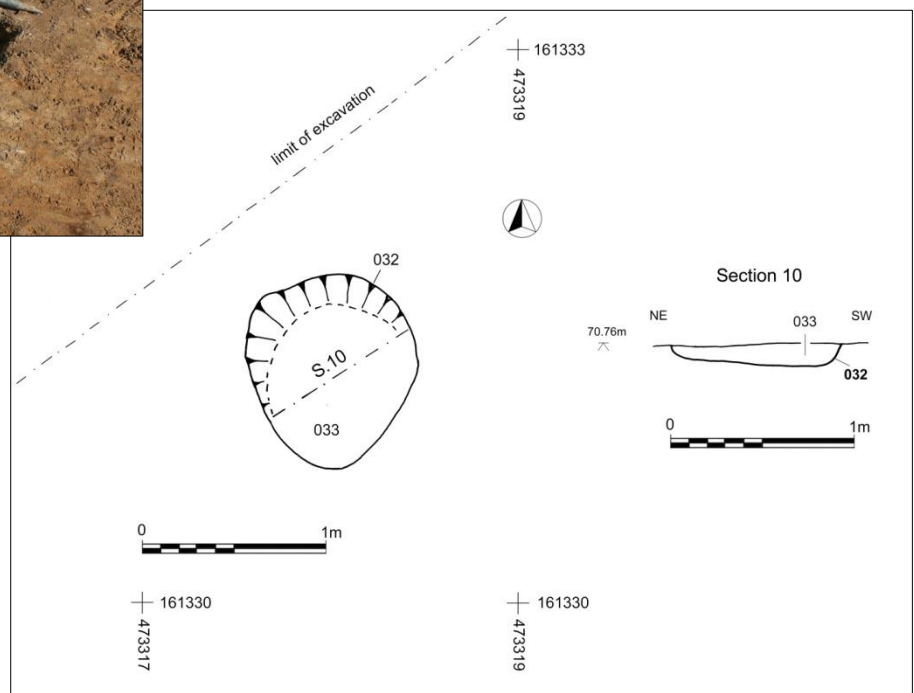 161333
473319
limit of excavation
032
S.10
033
Section 10
NE
SW
70.76m
033
032
0
1m
0
1m
161330
473317
161330
473319